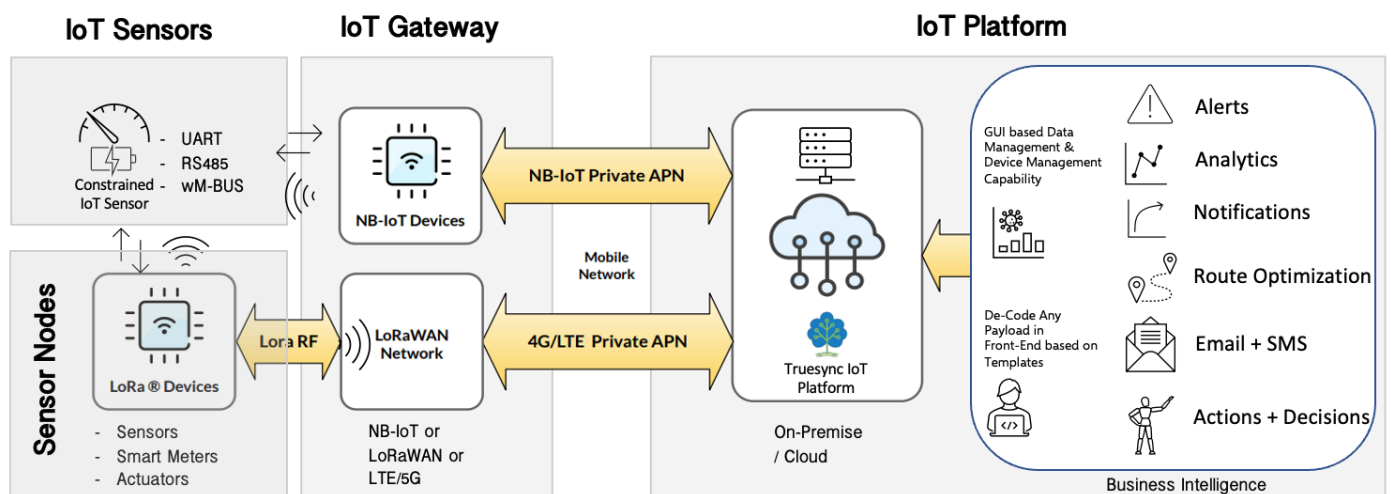 IoT Sensors
IoT Gateway
IoT Platform
- UART
- RS485
- wM-BUS
Constrained
IoT Sensor
NB-IoT Devices
NB-IoT Private APN
Mobile
Network
Sensor Nodes
LoRa ® Devices
Lora RF
LoRaWAN
Network
4G/LTE Private APN
- Sensors
- Smart Meters
- Actuators
NB-IoT or
LoRaWAN or
LTE/5G
Truesync IoT
Platform
On-Premise
/ Cloud
GUI based Data
Management &
Device Management
Capability
De-Code Any
Payload in
Front-End based on
Templates
</>
Alerts
Analytics
Notifications
Route Optimization
Email + SMS
Actions + Decisions
Business Intelligence